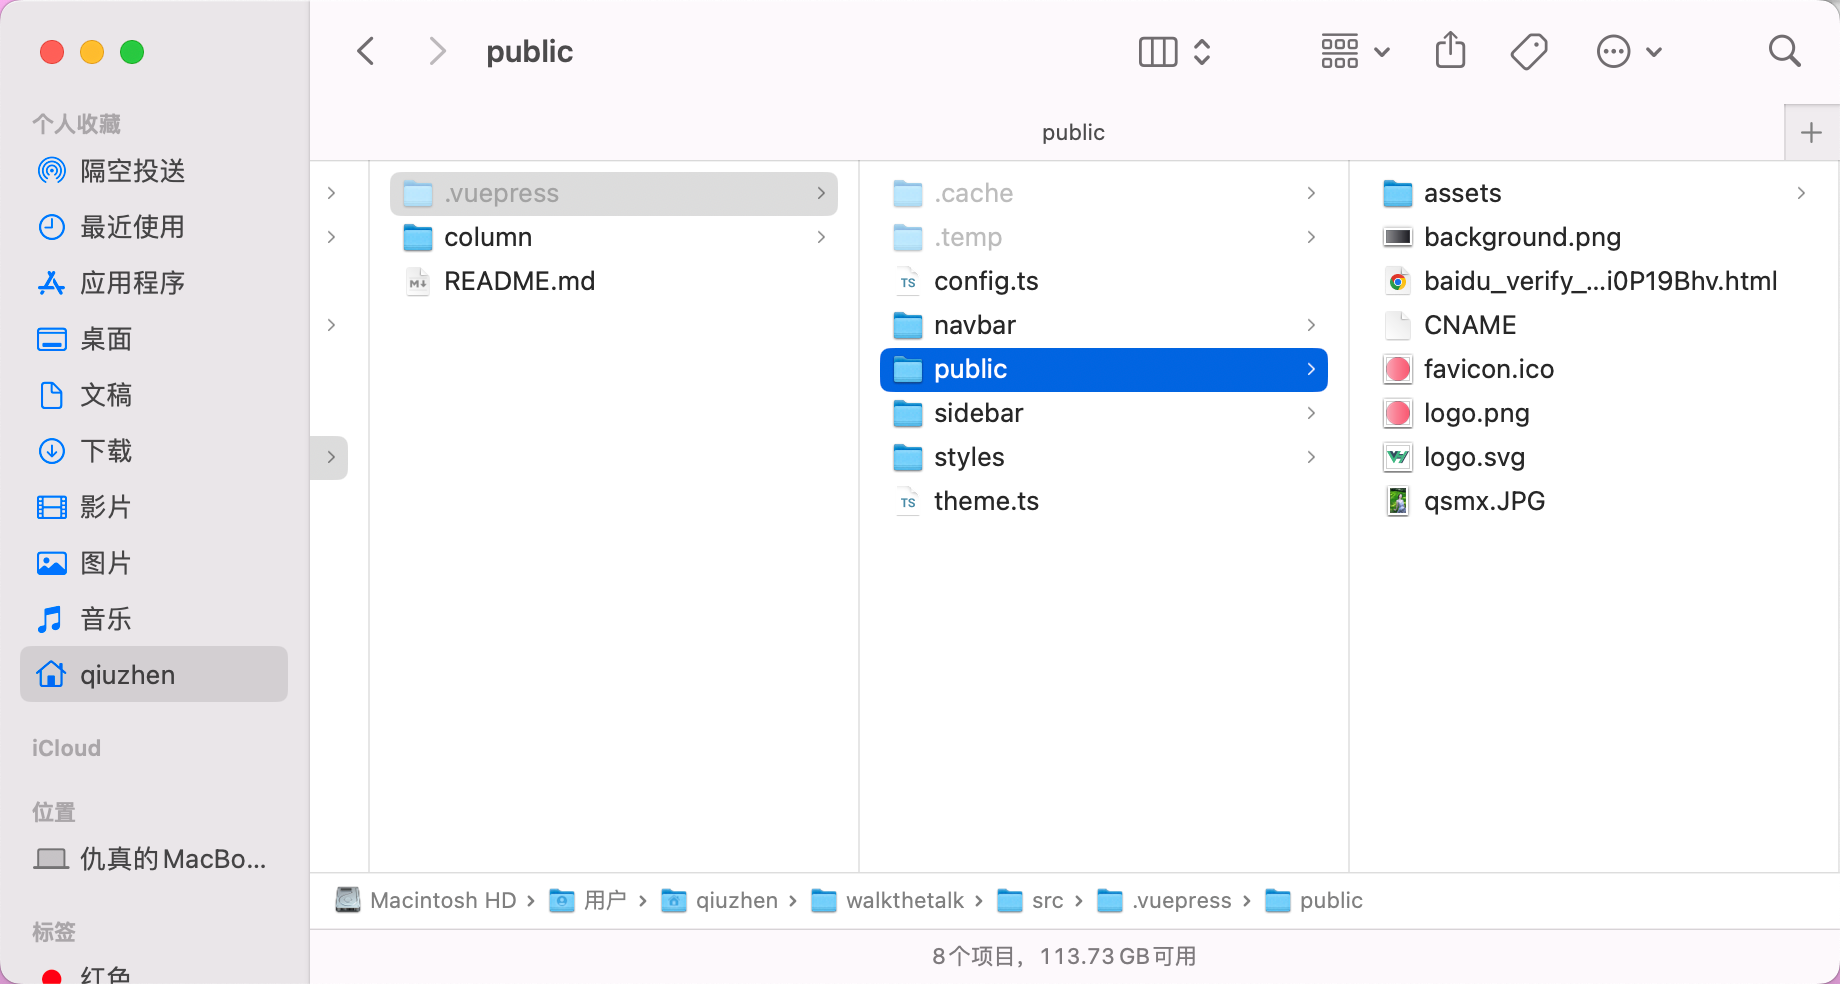 public
public
个人收藏
隔空投送
最近使用
应用程序
桌面
文稿
下载
影片
图片
音乐
qiuzhen
iCloud
位置
仇真的MacBo...
标签
红色
.vuepress
column
README.md
.cache
.temp
config.ts
navbar
public
sidebar
styles
theme.ts
assets
background.png
baidu_verify_...i0P19Bhv.html
CNAME
favicon.ico
logo.png
logo.svg
qsmx.JPG
Macintosh HD › 用户 › qiuzhen › walkthetalk › src › .vuepress › public
8个项目，113.73 GB可用